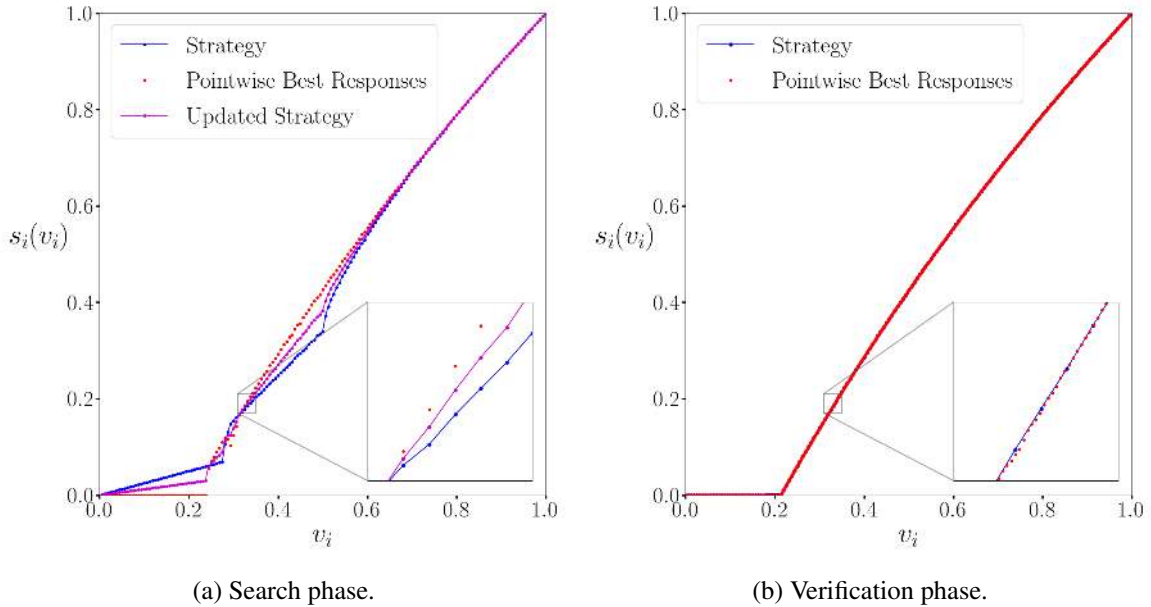 Strategy
Pointwise Best Responses
Updated Strategy
1.0
0.8
0.6
s_i(v_i)
0.4
0.2
0.0
0.0 0.2 0.4 0.6 0.8 1.0
v_i
(a) Search phase.
Strategy
Pointwise Best Responses
1.0
0.8
0.6
s_i(v_i)
0.4
0.2
0.0
0.0 0.2 0.4 0.6 0.8 1.0
v_i
(b) Verification phase.